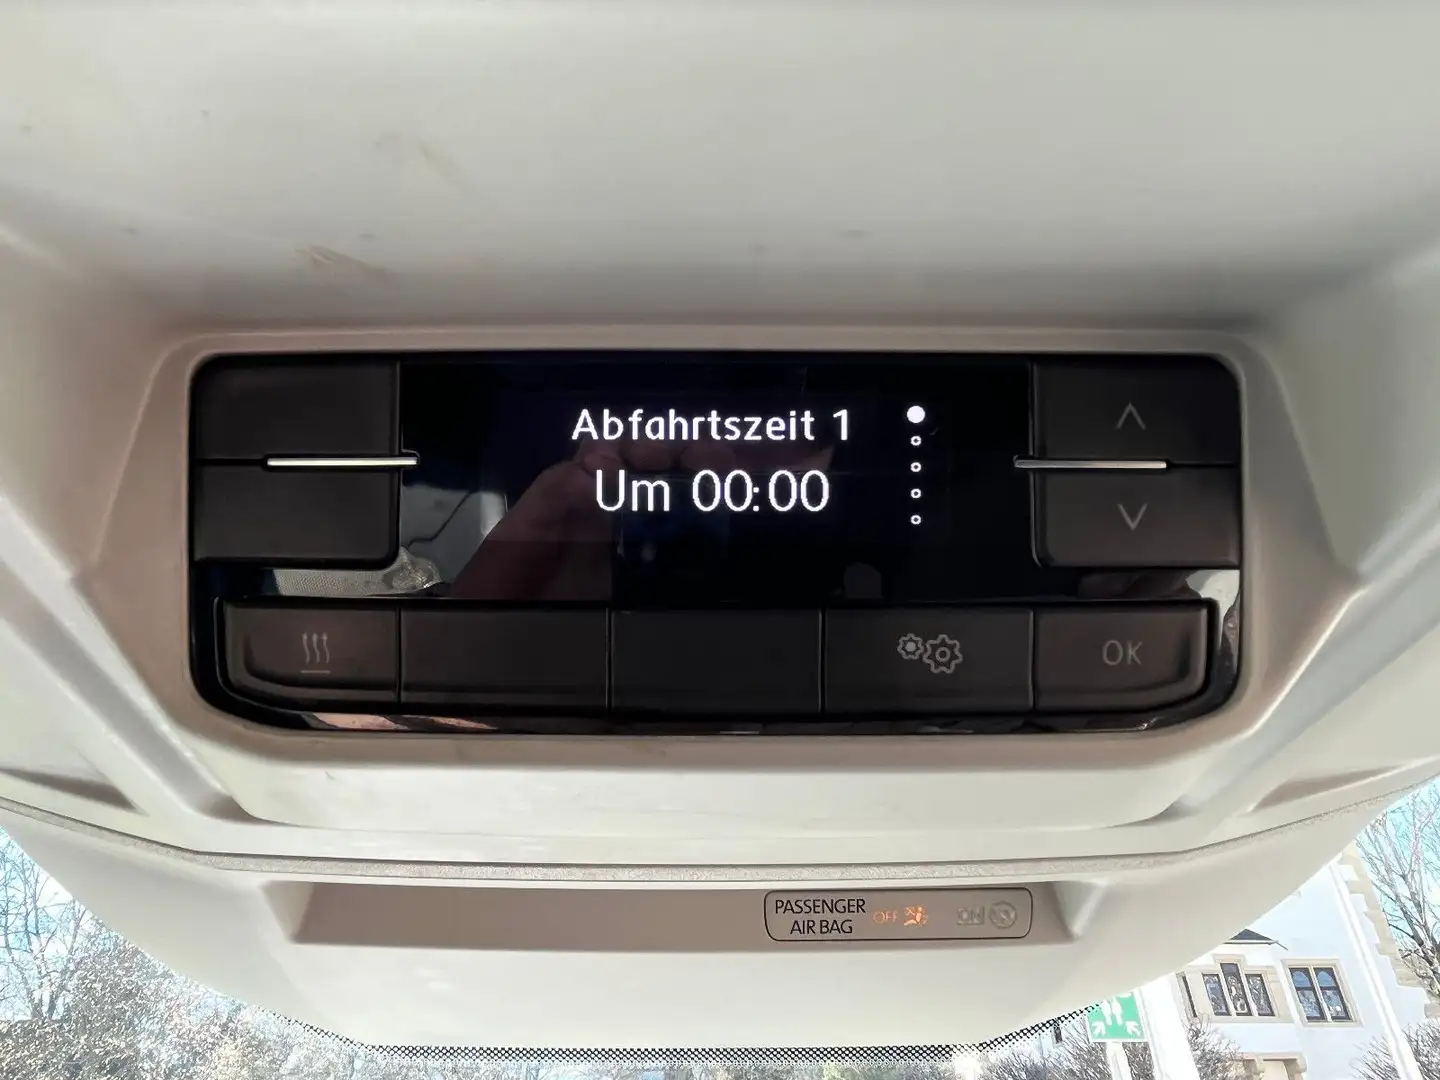 Abfahrtszeit 1
Um 00:00
OK
PASSENGER
AIR BAG
OFF
ON